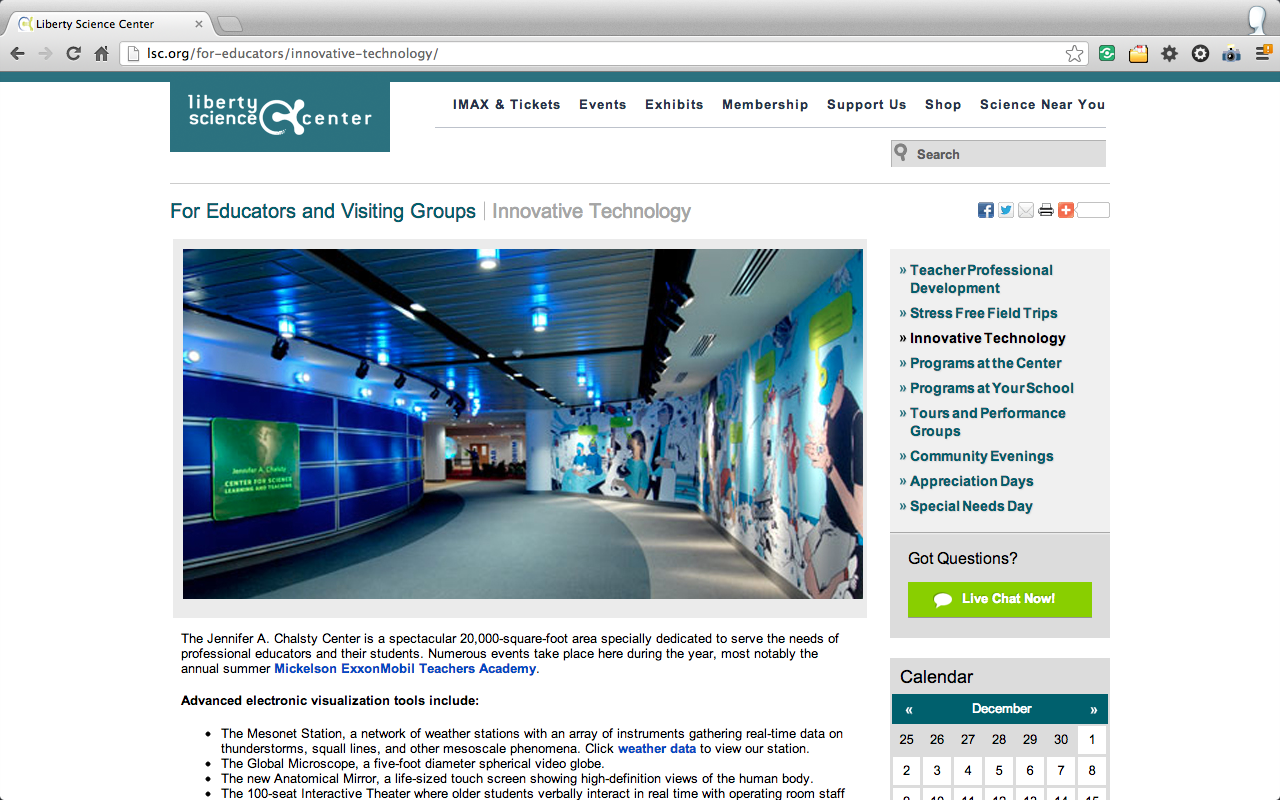 Liberty Science Center
lsc.org/for-educators/innovative-technology/
liberty
science center
IMAX & Tickets Events Exhibits Membership Support Us Shop Science Near You
Search
For Educators and Visiting Groups | Innovative Technology
Jennifer A. Chalsty
CENTER FOR SCIENCE
LEARNING AND TEACHING
» Teacher Professional
Development
» Stress Free Field Trips
» Innovative Technology
» Programs at the Center
» Programs at Your School
» Tours and Performance
Groups
» Community Evenings
» Appreciation Days
» Special Needs Day
Got Questions?
Live Chat Now!
The Jennifer A. Chalsty Center is a spectacular 20,000-square-foot area specially dedicated to serve the needs of
professional educators and their students. Numerous events take place here during the year, most notably the
annual summer Mickelson ExxonMobil Teachers Academy.
Advanced electronic visualization tools include:
• The Mesonet Station, a network of weather stations with an array of instruments gathering real-time data on
thunderstorms, squall lines, and other mesoscale phenomena. Click weather data to view our station.
• The Global Microscope, a five-foot diameter spherical video globe.
• The new Anatomical Mirror, a life-sized touch screen showing high-definition views of the human body.
• The 100-seat Interactive Theater where older students verbally interact in real time with operating room staff
Calendar
« December »
25 26 27 28 29 30 1
2 3 4 5 6 7 8